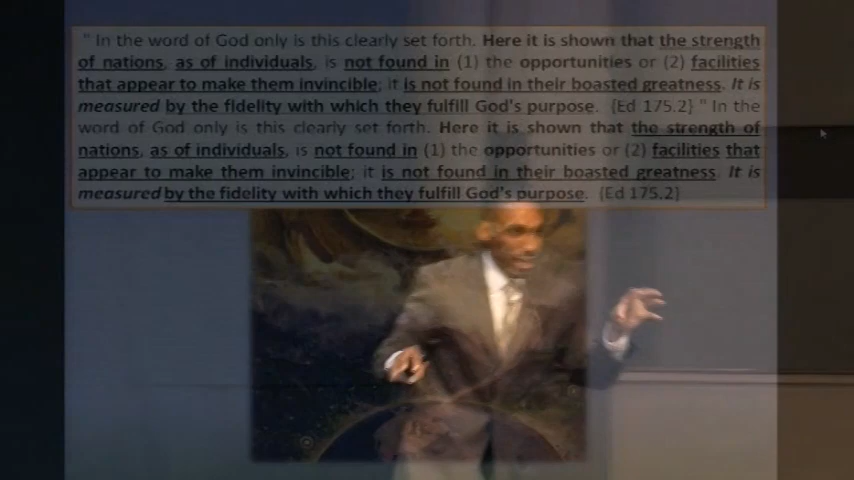 " In the word of God only is this clearly set forth. Here it is shown that the strength
of nations, as of individuals, is not found in (1) the opportunities or (2) facilities
that appear to make them invincible; it is not found in their boasted greatness. It is
measured by the fidelity with which they fulfill God's purpose. {Ed 175.2} " In the
word of God only is this clearly set forth. Here it is shown that the strength of
nations, as of individuals, is not found in (1) the opportunities or (2) facilities that
appear to make them invincible; it is not found in their boasted greatness. It is
measured by the fidelity with which they fulfill God's purpose. {Ed 175.2}